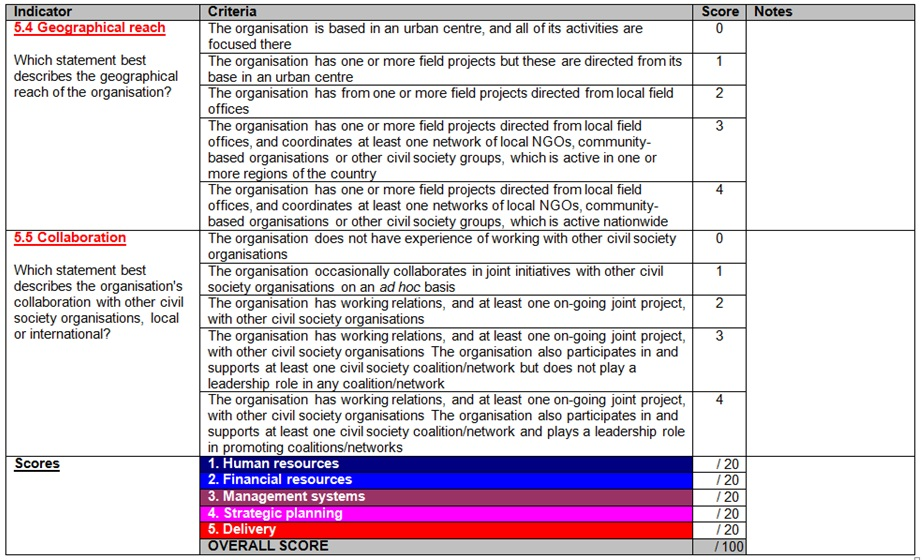 Indicator Criteria Score Notes
5.4 Geographical reach
Which statement best
describes the geographical
reach of the organisation?
The organisation is based in an urban centre, and all of its activities are
focused there
0
The organisation has one or more field projects but these are directed from its
base in an urban centre
1
The organisation has from one or more field projects directed from local field
offices
2
The organisation has one or more field projects directed from local field
offices, and coordinates at least one network of local NGOs, community-
based organisations or other civil society groups, which is active in one or
more regions of the country
3
The organisation has one or more field projects directed from local field
offices, and coordinates at least one networks of local NGOs, community-
based organisations or other civil society groups, which is active nationwide
4
5.5 Collaboration
Which statement best
describes the organisation's
collaboration with other civil
society organisations, local
or international?
The organisation does not have experience of working with other civil society
organisations
0
The organisation occasionally collaborates in joint initiatives with other civil
society organisations on an ad hoc basis
1
The organisation has working relations, and at least one on-going joint project,
with other civil society organisations
2
The organisation has working relations, and at least one on-going joint project,
with other civil society organisations The organisation also participates in and
supports at least one civil society coalition/network but does not play a
leadership role in any coalition/network
3
The organisation has working relations, and at least one on-going joint project,
with other civil society organisations The organisation also participates in and
supports at least one civil society coalition/network and plays a leadership role
in promoting coalitions/networks
4
Scores
1. Human resources / 20
2. Financial resources / 20
3. Management systems / 20
4. Strategic planning / 20
5. Delivery / 20
OVERALL SCORE / 100